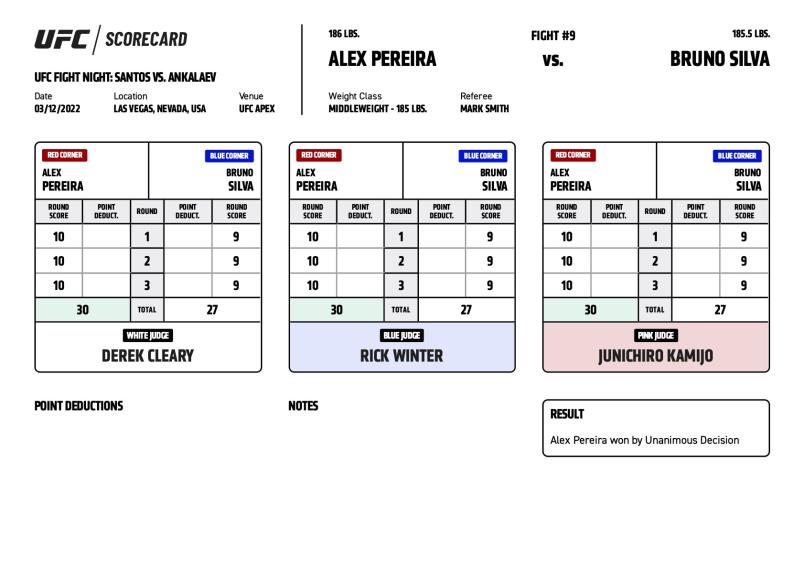 UFC / SCORECARD
UFC FIGHT NIGHT: SANTOS VS. ANKALAEV
Date Location Venue
03/12/2022 LAS VEGAS, NEVADA, USA UFC APEX
186 LBS. FIGHT #9 185.5 LBS.
ALEX PEREIRA VS. BRUNO SILVA
Weight Class Referee
MIDDLEWEIGHT - 185 LBS. MARK SMITH
RED CORNER BLUE CORNER
ALEX BRUNO
PEREIRA SILVA
ROUND SCORE POINT DEDUCT. ROUND POINT DEDUCT. ROUND SCORE
10 1 9
10 2 9
10 3 9
30 TOTAL 27
WHITE JUDGE
DEREK CLEARY
RED CORNER BLUE CORNER
ALEX BRUNO
PEREIRA SILVA
ROUND SCORE POINT DEDUCT. ROUND POINT DEDUCT. ROUND SCORE
10 1 9
10 2 9
10 3 9
30 TOTAL 27
BLUE JUDGE
RICK WINTER
RED CORNER BLUE CORNER
ALEX BRUNO
PEREIRA SILVA
ROUND SCORE POINT DEDUCT. ROUND POINT DEDUCT. ROUND SCORE
10 1 9
10 2 9
10 3 9
30 TOTAL 27
PINK JUDGE
JUNICHIRO KAMIJO
POINT DEDUCTIONS
NOTES
RESULT
Alex Pereira won by Unanimous Decision